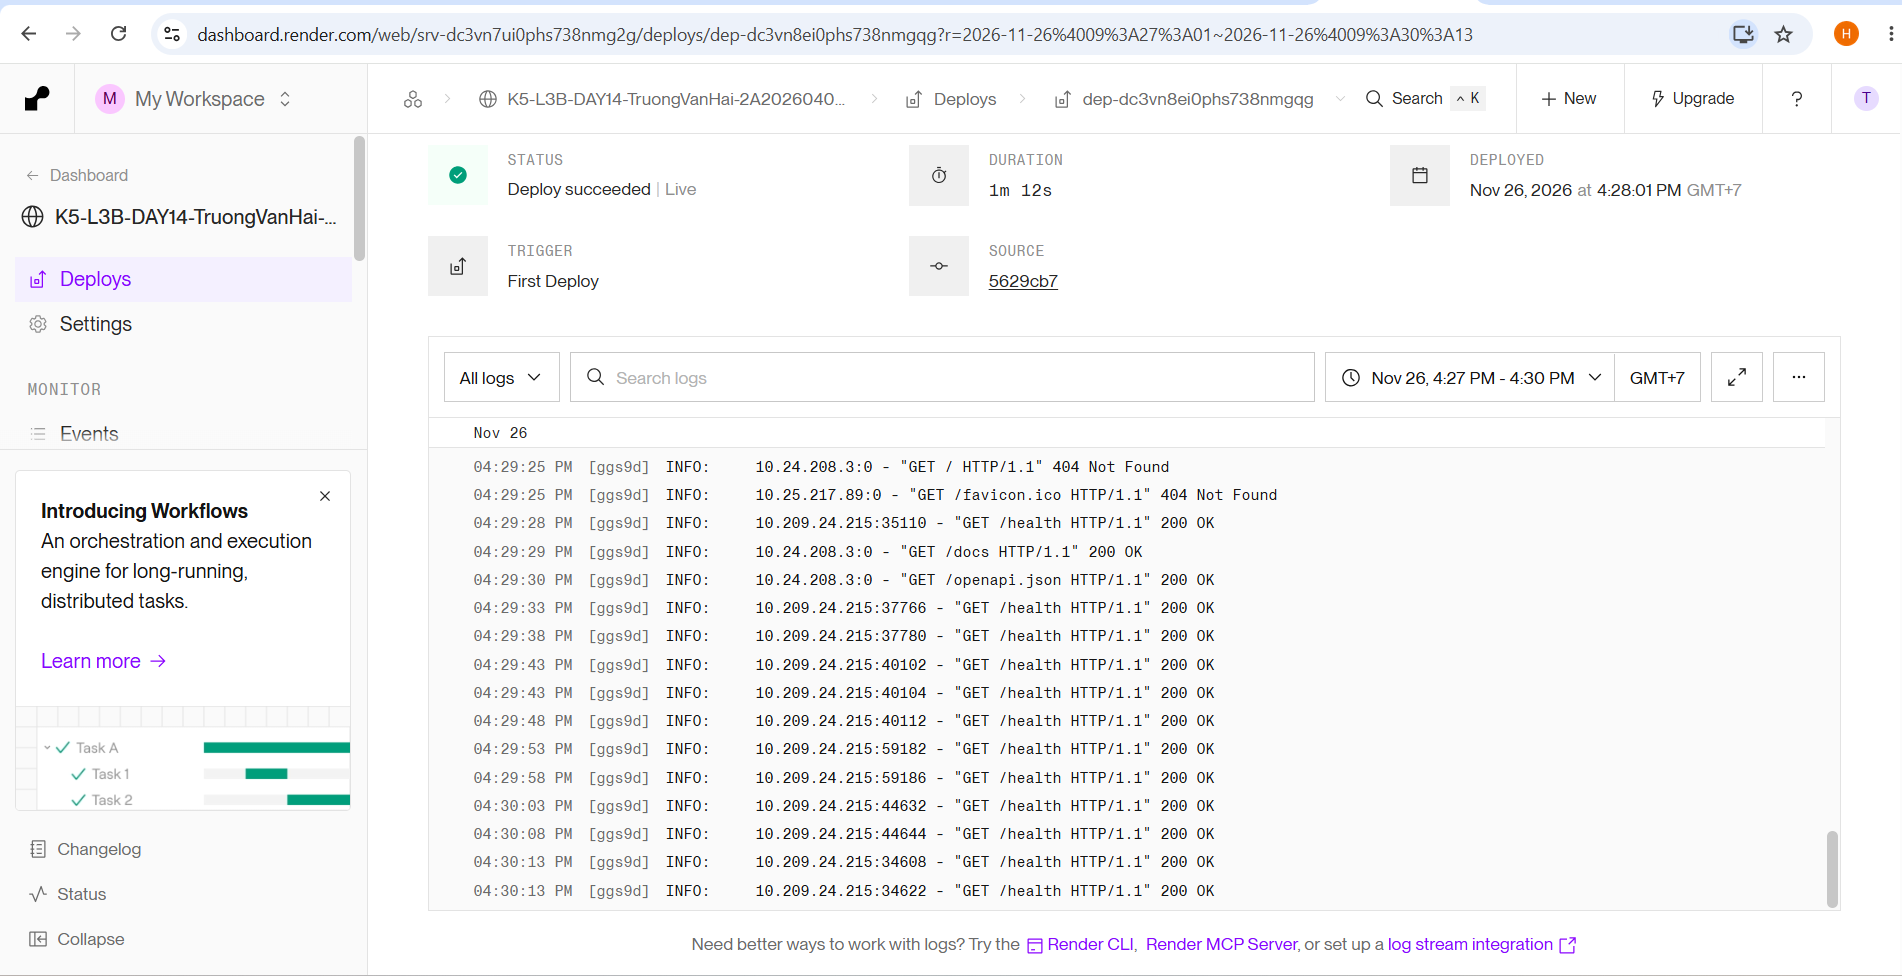 dashboard.render.com/web/srv-dc3vn7ui0phs738nmg2g/deploys/dep-dc3vn8ei0phs738nmgqg?r=2026-11-26%4009%3A27%3A01~2026-11-26%4009%3A30%3A13
H
M My Workspace
K5-L3B-DAY14-TruongVanHai-2A2026040...
Deploys
dep-dc3vn8ei0phs738nmgqg
Search ^ K
+ New
Upgrade
?
T
← Dashboard
K5-L3B-DAY14-TruongVanHai-...
Deploys
Settings
MONITOR
Events
Introducing Workflows
An orchestration and execution
engine for long-running,
distributed tasks.
Learn more →
Task A
Task 1
Task 2
Changelog
Status
Collapse
STATUS
Deploy succeeded | Live
DURATION
1m 12s
DEPLOYED
Nov 26, 2026 at 4:28:01 PM GMT+7
TRIGGER
First Deploy
SOURCE
5629cb7
All logs
Search logs
Nov 26, 4:27 PM - 4:30 PM
GMT+7
...
Nov 26
04:29:25 PM [ggs9d] INFO: 10.24.208.3:0 - "GET / HTTP/1.1" 404 Not Found
04:29:25 PM [ggs9d] INFO: 10.25.217.89:0 - "GET /favicon.ico HTTP/1.1" 404 Not Found
04:29:28 PM [ggs9d] INFO: 10.209.24.215:35110 - "GET /health HTTP/1.1" 200 OK
04:29:29 PM [ggs9d] INFO: 10.24.208.3:0 - "GET /docs HTTP/1.1" 200 OK
04:29:30 PM [ggs9d] INFO: 10.24.208.3:0 - "GET /openapi.json HTTP/1.1" 200 OK
04:29:33 PM [ggs9d] INFO: 10.209.24.215:37766 - "GET /health HTTP/1.1" 200 OK
04:29:38 PM [ggs9d] INFO: 10.209.24.215:37780 - "GET /health HTTP/1.1" 200 OK
04:29:43 PM [ggs9d] INFO: 10.209.24.215:40102 - "GET /health HTTP/1.1" 200 OK
04:29:43 PM [ggs9d] INFO: 10.209.24.215:40104 - "GET /health HTTP/1.1" 200 OK
04:29:48 PM [ggs9d] INFO: 10.209.24.215:40112 - "GET /health HTTP/1.1" 200 OK
04:29:53 PM [ggs9d] INFO: 10.209.24.215:59182 - "GET /health HTTP/1.1" 200 OK
04:29:58 PM [ggs9d] INFO: 10.209.24.215:59186 - "GET /health HTTP/1.1" 200 OK
04:30:03 PM [ggs9d] INFO: 10.209.24.215:44632 - "GET /health HTTP/1.1" 200 OK
04:30:08 PM [ggs9d] INFO: 10.209.24.215:44644 - "GET /health HTTP/1.1" 200 OK
04:30:13 PM [ggs9d] INFO: 10.209.24.215:34608 - "GET /health HTTP/1.1" 200 OK
04:30:13 PM [ggs9d] INFO: 10.209.24.215:34622 - "GET /health HTTP/1.1" 200 OK
Need better ways to work with logs? Try the Render CLI, Render MCP Server, or set up a log stream integration